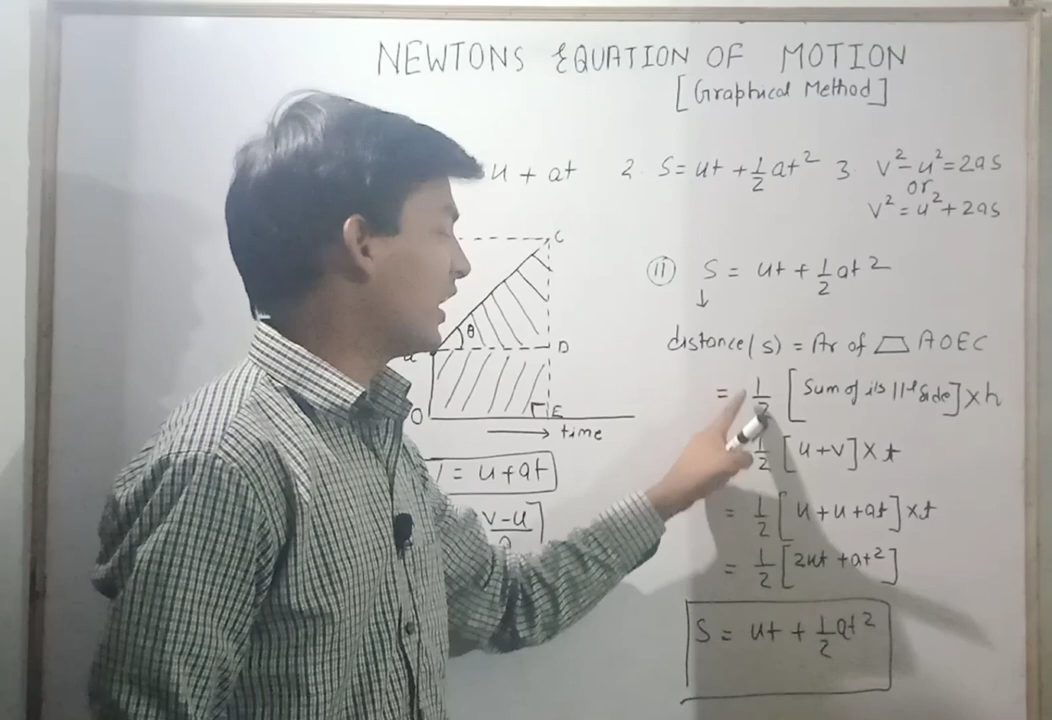 NEWTONS EQUATION OF MOTION
[Graphical Method]
u + at 2. S = ut + 1/2 at² 3. v² - u² = 2as
or
v² = u² + 2as
C
θ
D
O E
time
(11) S = ut + 1/2 at²
↓
distance(s) = Ar of ⏢ AOEC
= 1/2 [Sum of its ||el side] × h
1/2 [u+v] × t
= 1/2 [u+u+at] × t
= 1/2 [2ut + at²]
S = ut + 1/2 at²
= u+at
v-u